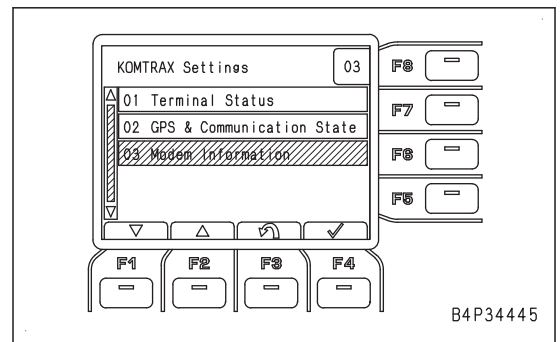 KOMTRAX Settings 03
01 Terminal Status
02 GPS & Communication State
03 Modem Information
F8
F7
F6
F5
F1 F2 F3 F4
B4P34445